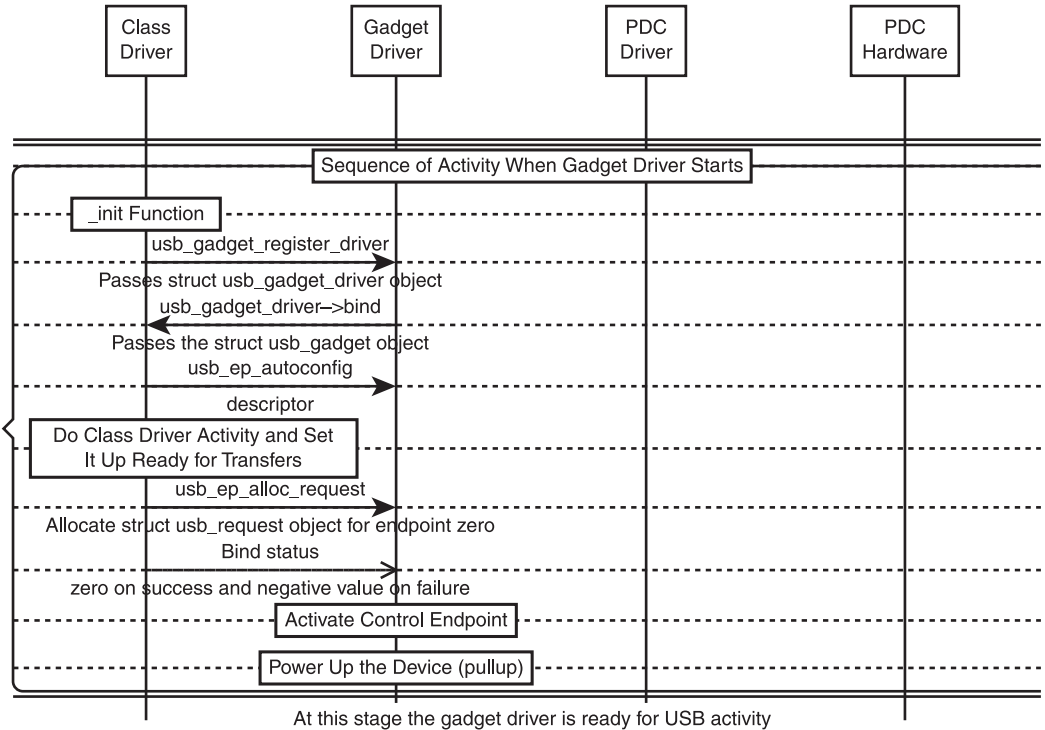 Class
Driver
Gadget
Driver
PDC
Driver
PDC
Hardware
Sequence of Activity When Gadget Driver Starts
_init Function
usb_gadget_register_driver
Passes struct usb_gadget_driver object
usb_gadget_driver–>bind
Passes the struct usb_gadget object
usb_ep_autoconfig
descriptor
Do Class Driver Activity and Set
It Up Ready for Transfers
usb_ep_alloc_request
Allocate struct usb_request object for endpoint zero
Bind status
zero on success and negative value on failure
Activate Control Endpoint
Power Up the Device (pullup)
At this stage the gadget driver is ready for USB activity